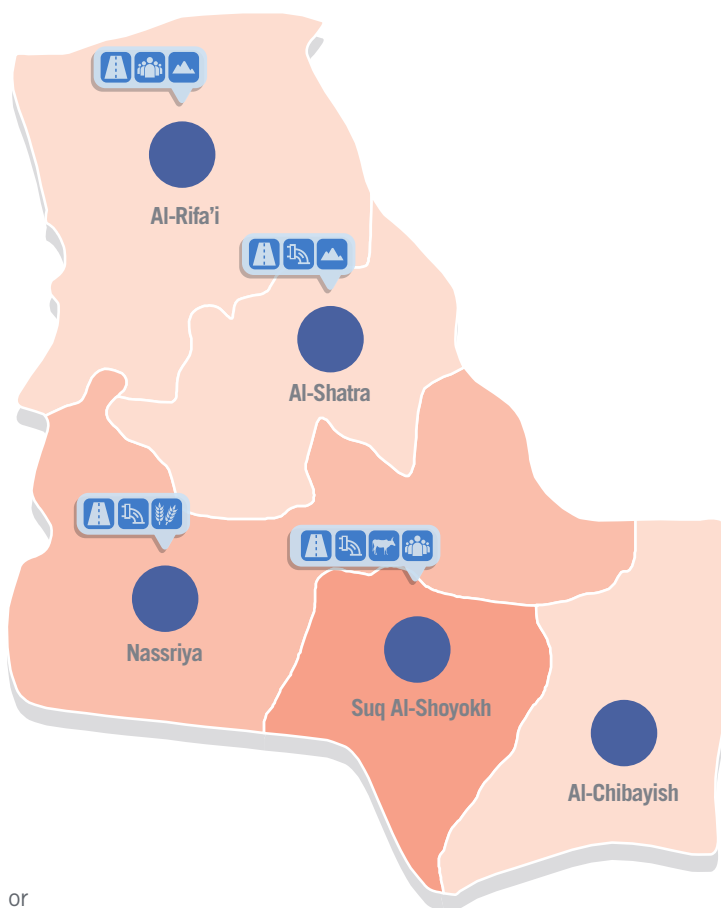 Al-Rifa'i
Al-Shatra
Nassriya
Suq Al-Shoyokh
Al-Chibayish
or